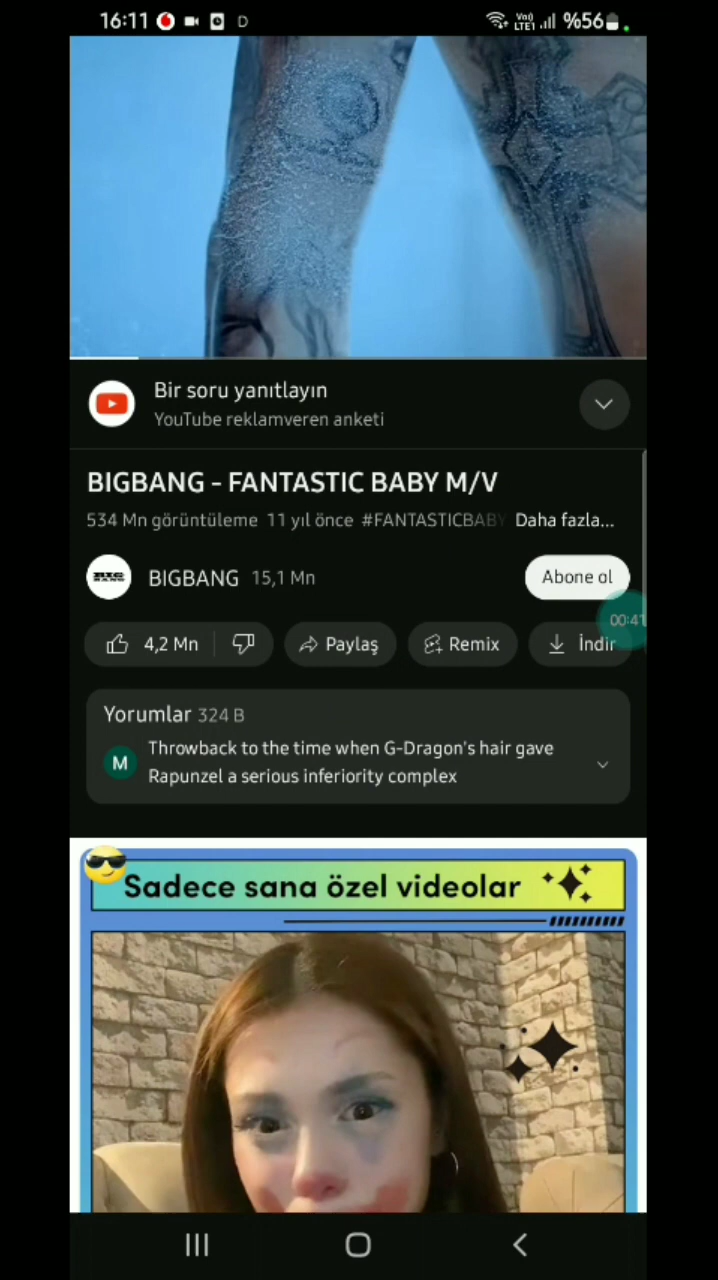 16:11 D Vo)) LTE1 %56
Bir soru yanıtlayın
YouTube reklamveren anketi
BIGBANG - FANTASTIC BABY M/V
534 Mn görüntüleme 11 yıl önce #FANTASTICBABY Daha fazla...
BIGBANG 15,1 Mn Abone ol
00:41
4,2 Mn Paylaş Remix İndir
Yorumlar 324 B
M Throwback to the time when G-Dragon's hair gave
Rapunzel a serious inferiority complex
Sadece sana özel videolar